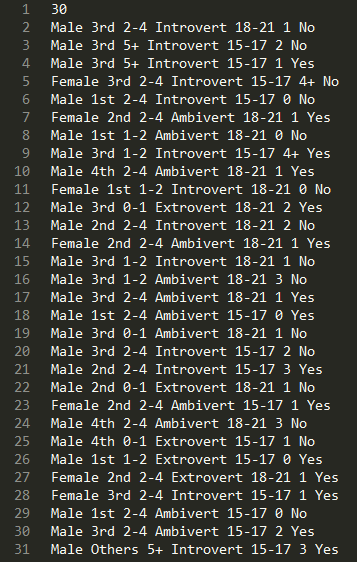 1 30
2 Male 3rd 2-4 Introvert 18-21 1 No
3 Male 3rd 5+ Introvert 15-17 2 No
4 Male 3rd 5+ Introvert 15-17 1 Yes
5 Female 3rd 2-4 Introvert 15-17 4+ No
6 Male 1st 2-4 Introvert 15-17 0 No
7 Female 2nd 2-4 Ambivert 18-21 1 Yes
8 Male 1st 1-2 Ambivert 18-21 0 No
9 Male 3rd 1-2 Introvert 15-17 4+ Yes
10 Male 4th 2-4 Ambivert 18-21 1 Yes
11 Female 1st 1-2 Introvert 18-21 0 No
12 Male 3rd 0-1 Extrovert 18-21 2 Yes
13 Male 2nd 2-4 Introvert 18-21 2 No
14 Female 2nd 2-4 Ambivert 18-21 1 Yes
15 Male 3rd 1-2 Introvert 18-21 1 No
16 Male 3rd 1-2 Ambivert 18-21 3 No
17 Male 3rd 2-4 Ambivert 18-21 1 Yes
18 Male 1st 2-4 Ambivert 15-17 0 Yes
19 Male 3rd 0-1 Ambivert 18-21 1 No
20 Male 3rd 2-4 Introvert 15-17 2 No
21 Male 2nd 2-4 Introvert 15-17 3 Yes
22 Male 2nd 0-1 Extrovert 18-21 1 No
23 Female 2nd 2-4 Ambivert 15-17 1 Yes
24 Male 4th 2-4 Ambivert 18-21 3 No
25 Male 4th 0-1 Extrovert 15-17 1 No
26 Male 1st 1-2 Extrovert 15-17 0 Yes
27 Female 2nd 2-4 Extrovert 18-21 1 Yes
28 Female 3rd 2-4 Introvert 15-17 1 Yes
29 Male 1st 2-4 Ambivert 15-17 0 No
30 Male 3rd 2-4 Ambivert 15-17 2 Yes
31 Male Others 5+ Introvert 15-17 3 Yes